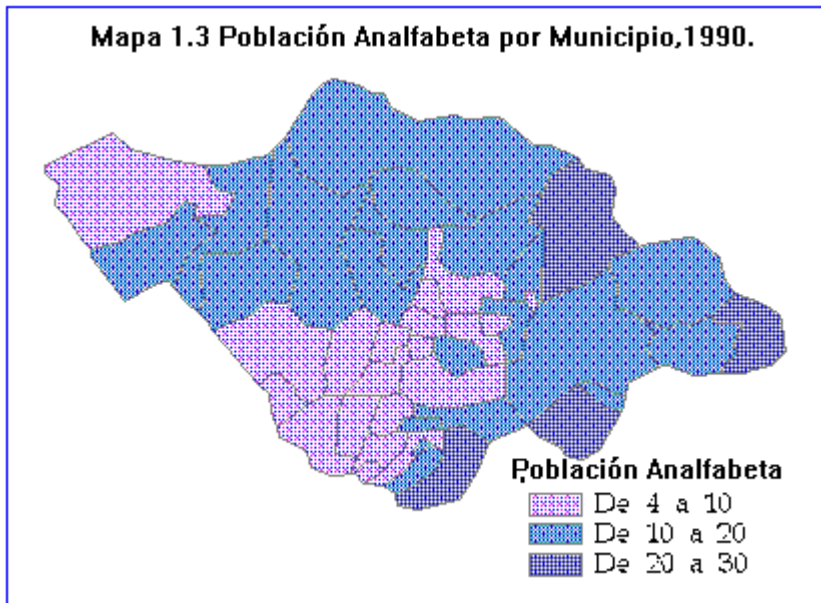 Mapa 1.3 Población Analfabeta por Municipio,1990.
Población Analfabeta
De 4 a 10
De 10 a 20
De 20 a 30